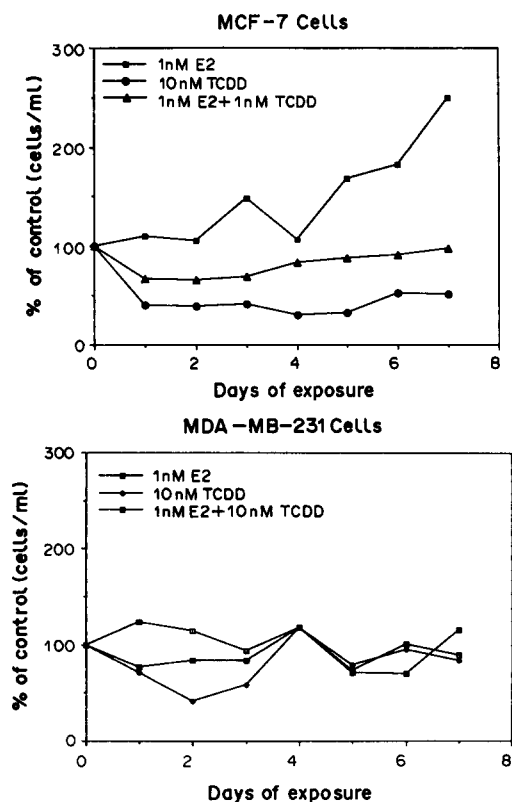 MCF-7 Cells
300
200
100
0
% of control (cells/ml)
1nM E2
10nM TCDD
1nM E2+1nM TCDD
0 2 4 6 8
Days of exposure
MDA-MB-231 Cells
300
200
100
0
% of control (cells/ml)
1nM E2
10nM TCDD
1nM E2+10nM TCDD
0 2 4 6 8
Days of exposure